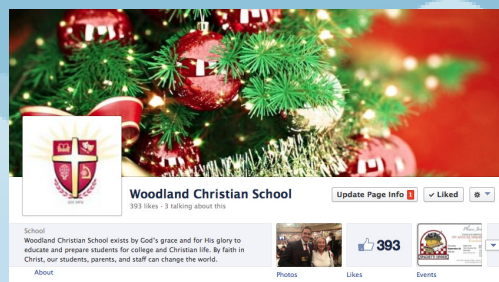 Woodland Christian School
393 likes · 3 talking about this
Update Page Info 1
Liked
School
Woodland Christian School exists by God's grace and for His glory to
educate and prepare students for college and Christian life. By faith in
Christ, our students, parents, and staff can change the world.
393
About
Photos
Likes
Events